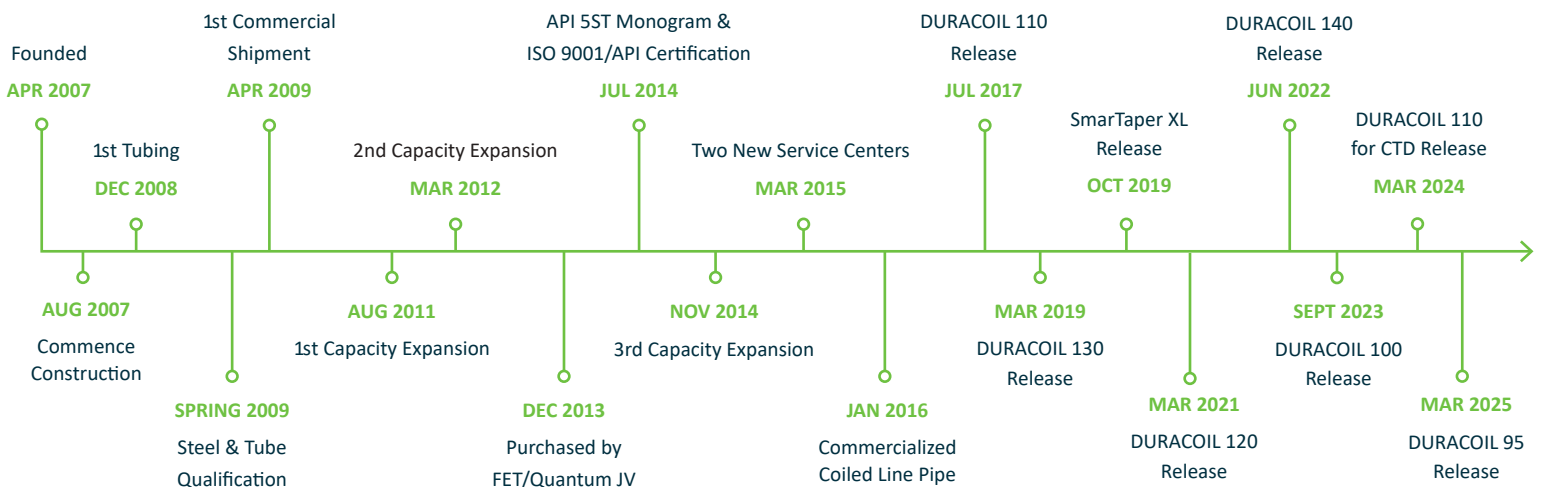 Founded
APR 2007
AUG 2007
Commence
Construction
1st Tubing
DEC 2008
SPRING 2009
Steel & Tube
Qualification
1st Commercial
Shipment
APR 2009
AUG 2011
1st Capacity Expansion
2nd Capacity Expansion
MAR 2012
DEC 2013
Purchased by
FET/Quantum JV
API 5ST Monogram &
ISO 9001/API Certification
JUL 2014
NOV 2014
3rd Capacity Expansion
Two New Service Centers
MAR 2015
JAN 2016
Commercialized
Coiled Line Pipe
DURACOIL 110
Release
JUL 2017
MAR 2019
DURACOIL 130
Release
SmarTaper XL
Release
OCT 2019
MAR 2021
DURACOIL 120
Release
DURACOIL 140
Release
JUN 2022
SEPT 2023
DURACOIL 100
Release
DURACOIL 110
for CTD Release
MAR 2024
MAR 2025
DURACOIL 95
Release